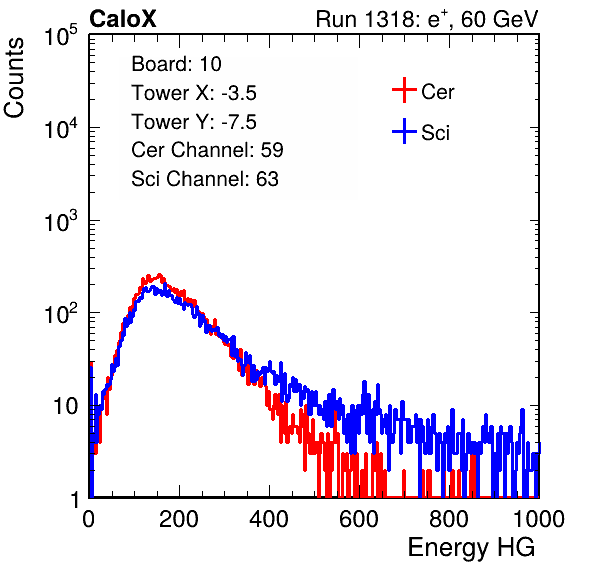 CaloX Run 1318: e+, 60 GeV
Counts
10^5
10^4
10^3
10^2
10
1
Board: 10
Tower X: -3.5
Tower Y: -7.5
Cer Channel: 59
Sci Channel: 63
Cer
Sci
0 200 400 600 800 1000
Energy HG